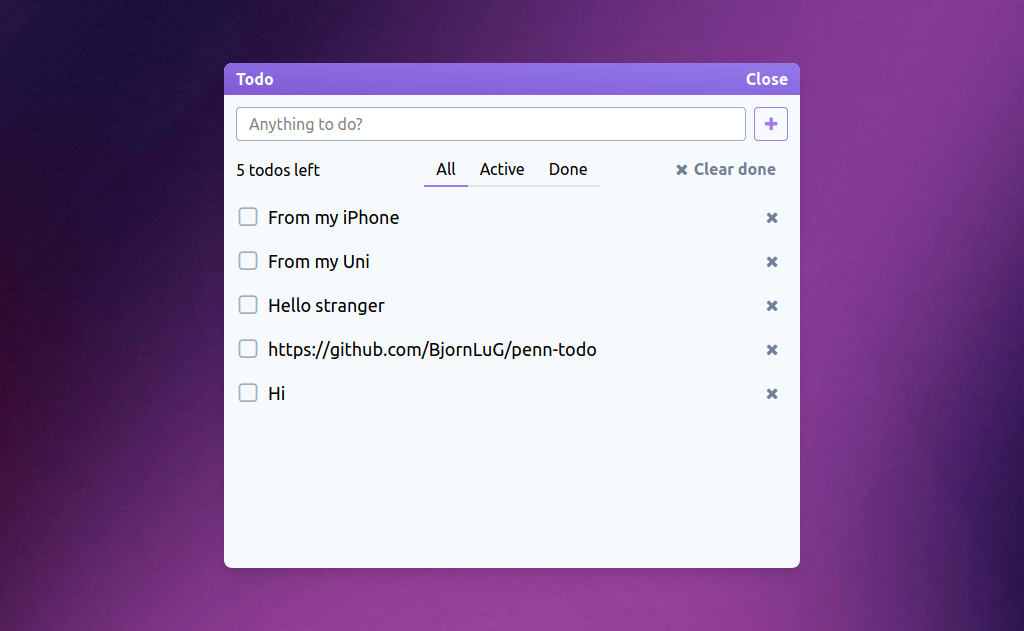 Todo Close
Anything to do?
5 todos left All Active Done Clear done
From my iPhone
From my Uni
Hello stranger
https://github.com/BjornLuG/penn-todo
Hi